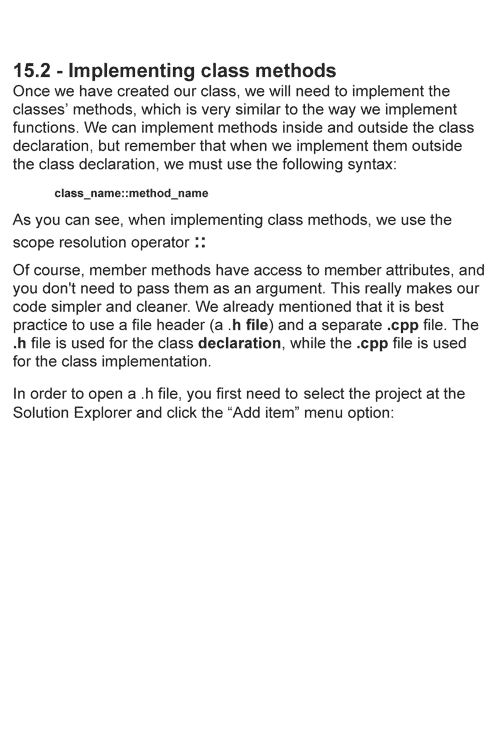 15.2 - Implementing class methods
Once we have created our class, we will need to implement the
classes’ methods, which is very similar to the way we implement
functions. We can implement methods inside and outside the class
declaration, but remember that when we implement them outside
the class declaration, we must use the following syntax:
class_name::method_name
As you can see, when implementing class methods, we use the
scope resolution operator ::
Of course, member methods have access to member attributes, and
you don't need to pass them as an argument. This really makes our
code simpler and cleaner. We already mentioned that it is best
practice to use a file header (a .h file) and a separate .cpp file. The
.h file is used for the class declaration, while the .cpp file is used
for the class implementation.
In order to open a .h file, you first need to select the project at the
Solution Explorer and click the “Add item” menu option: